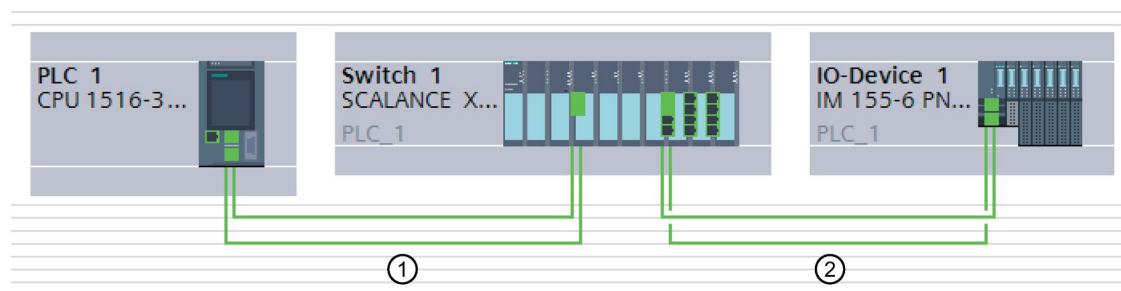 PLC_1
CPU 1516-3...
Switch_1
SCALANCE X...
PLC_1
IO-Device_1
IM 155-6 PN...
PLC_1
1
2